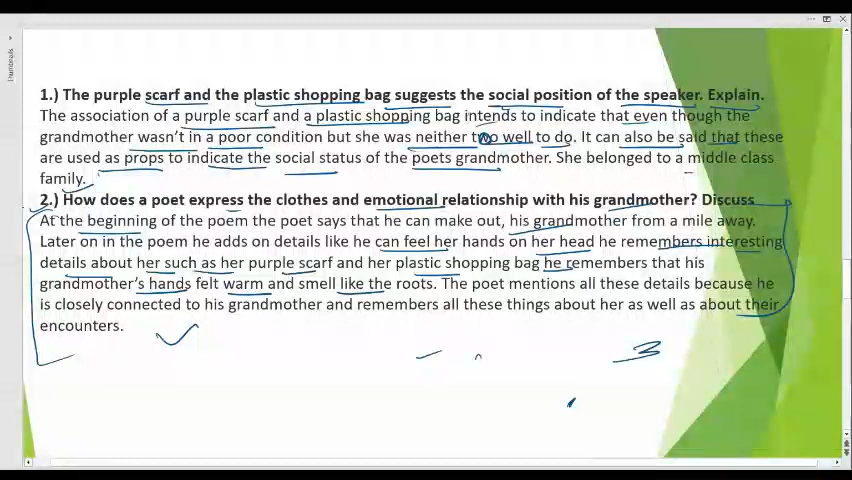 Thumbnails
1.) The purple scarf and the plastic shopping bag suggests the social position of the speaker. Explain.
The association of a purple scarf and a plastic shopping bag intends to indicate that even though the
grandmother wasn't in a poor condition but she was neither two well to do. It can also be said that these
are used as props to indicate the social status of the poets grandmother. She belonged to a middle class
family.
2.) How does a poet express the clothes and emotional relationship with his grandmother? Discuss
At the beginning of the poem the poet says that he can make out, his grandmother from a mile away.
Later on in the poem he adds on details like he can feel her hands on her head he remembers interesting
details about her such as her purple scarf and her plastic shopping bag he remembers that his
grandmother's hands felt warm and smell like the roots. The poet mentions all these details because he
is closely connected to his grandmother and remembers all these things about her as well as about their
encounters.
3